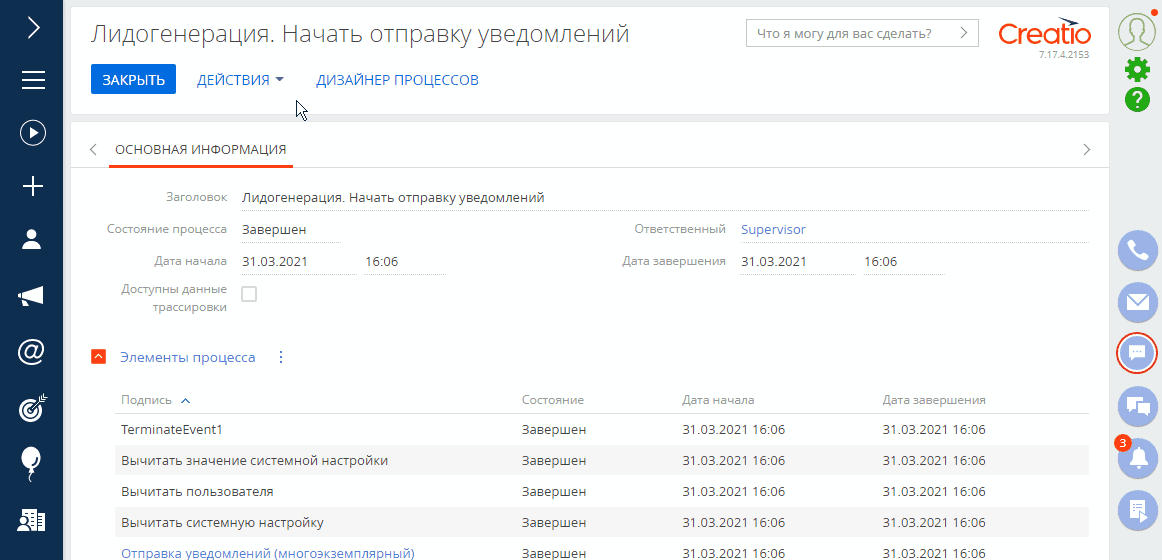 Лидогенерация. Начать отправку уведомлений
Что я могу для вас сделать?
Creatio
7.17.4.2153
ЗАКРЫТЬ
ДЕЙСТВИЯ
ДИЗАЙНЕР ПРОЦЕССОВ
ОСНОВНАЯ ИНФОРМАЦИЯ
Заголовок Лидогенерация. Начать отправку уведомлений
Состояние процесса Завершен Ответственный Supervisor
Дата начала 31.03.2021 16:06 Дата завершения 31.03.2021 16:06
Доступны данные
трассировки
Элементы процесса
Подпись Состояние Дата начала Дата завершения
TerminateEvent1 Завершен 31.03.2021 16:06 31.03.2021 16:06
Вычитать значение системной настройки Завершен 31.03.2021 16:06 31.03.2021 16:06
Вычитать пользователя Завершен 31.03.2021 16:06 31.03.2021 16:06
Вычитать системную настройку Завершен 31.03.2021 16:06 31.03.2021 16:06
Отправка уведомлений (многоэкземплярный) Завершен 31.03.2021 16:06 31.03.2021 16:06
3